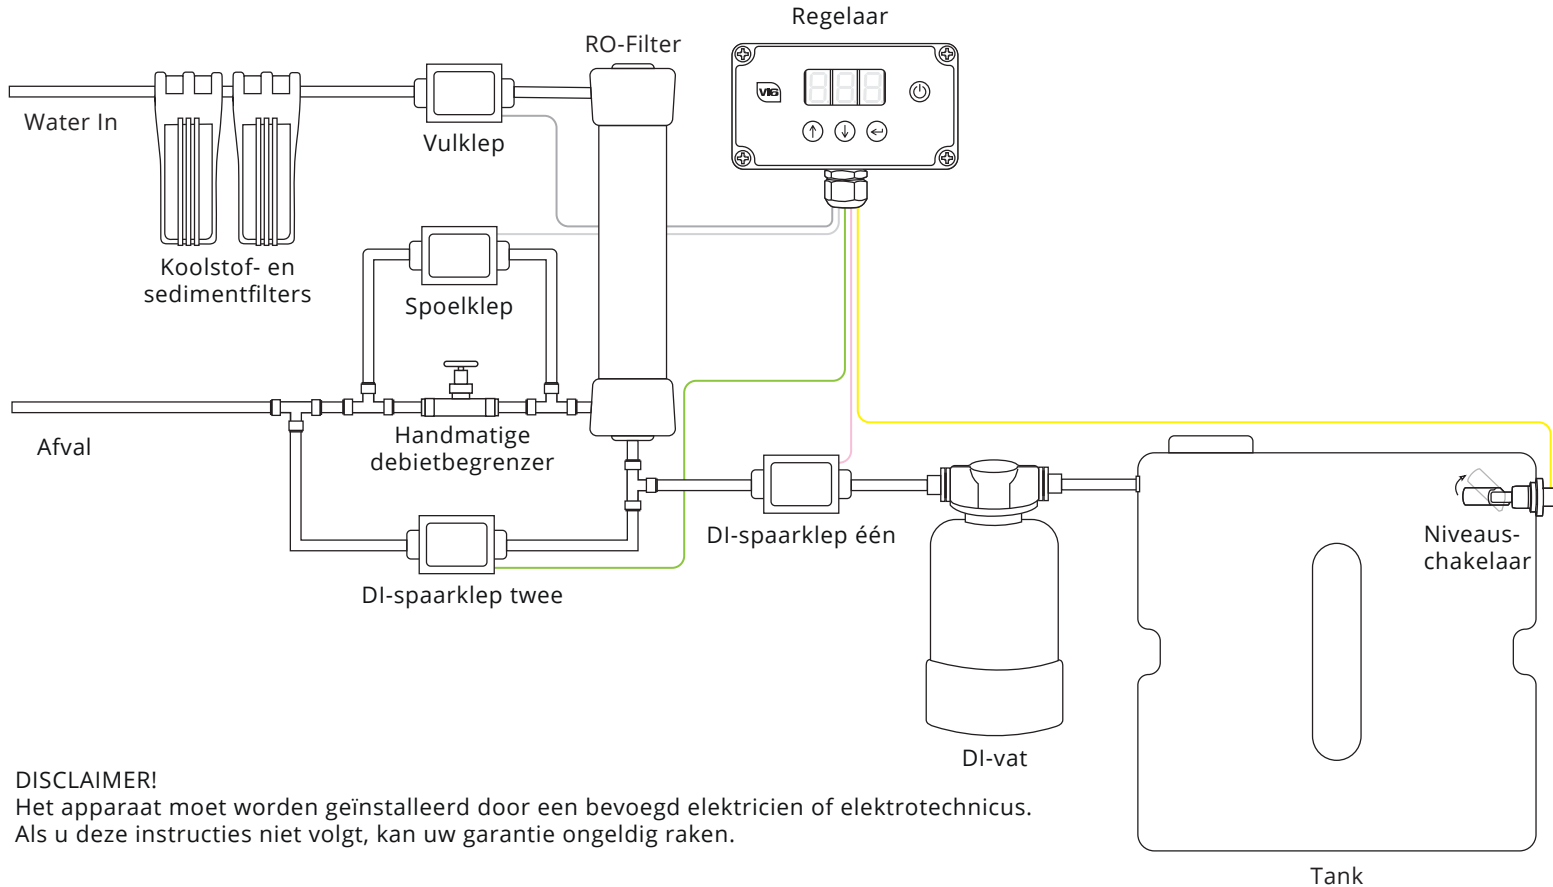 Regelaar
RO-Filter
V16
Water In
Vulklep
Koolstof- en
sedimentfilters
Spoelklep
Afval
Handmatige
debietbegrenzer
DI-spaarklep één
Niveaus-
chakelaar
DI-spaarklep twee
DI-vat
DISCLAIMER!
Het apparaat moet worden geïnstalleerd door een bevoegd elektricien of elektrotechnicus.
Als u deze instructies niet volgt, kan uw garantie ongeldig raken.
Tank